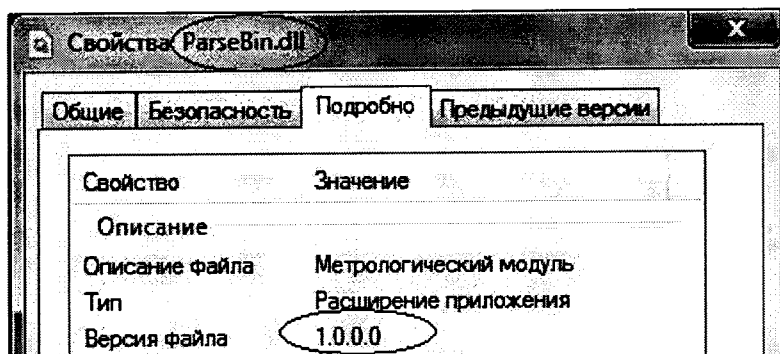 Свойства: ParseBin.dll
Общие Безопасность Подробно Предыдущие версии
Свойство Значение
Описание
Описание файла Метрологический модуль
Тип Расширение приложения
Версия файла 1.0.0.0